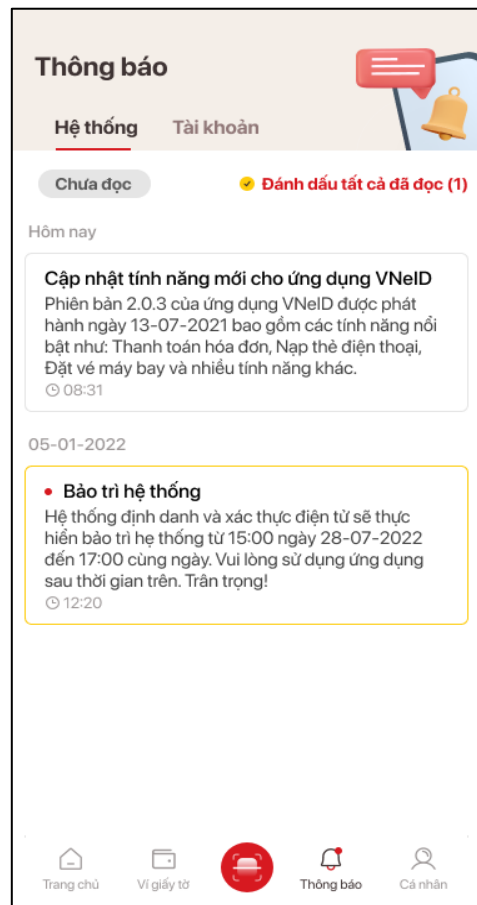 Thông báo
Hệ thống Tài khoản
Chưa đọc Đánh dấu tất cả đã đọc (1)
Hôm nay
Cập nhật tính năng mới cho ứng dụng VNeID
Phiên bản 2.0.3 của ứng dụng VNeID được phát
hành ngày 13-07-2021 bao gồm các tính năng nổi
bật như: Thanh toán hóa đơn, Nạp thẻ điện thoại,
Đặt vé máy bay và nhiều tính năng khác.
08:31
05-01-2022
Bảo trì hệ thống
Hệ thống định danh và xác thực điện tử sẽ thực
hiển bảo trì hẹ thống từ 15:00 ngày 28-07-2022
đến 17:00 cùng ngày. Vui lòng sử dụng ứng dụng
sau thời gian trên. Trân trọng!
12:20
Trang chủ Ví giấy tờ Thông báo Cá nhân